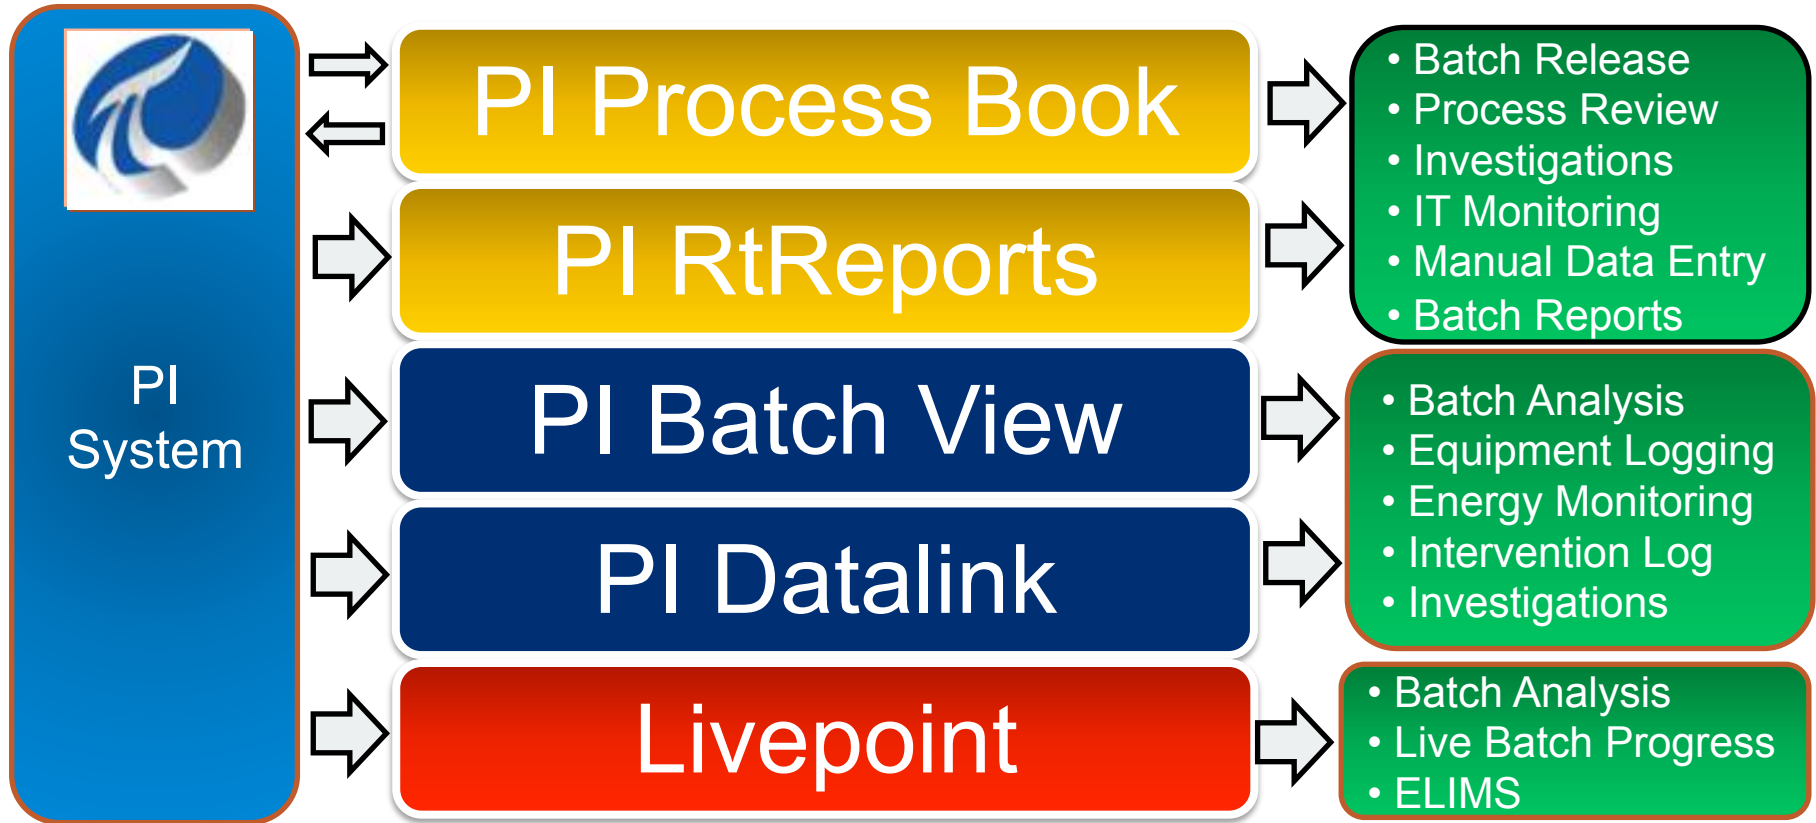 PI
System
PI Process Book
PI RtReports
PI Batch View
PI Datalink
Livepoint
• Batch Release
• Process Review
• Investigations
• IT Monitoring
• Manual Data Entry
• Batch Reports
• Batch Analysis
• Equipment Logging
• Energy Monitoring
• Intervention Log
• Investigations
• Batch Analysis
• Live Batch Progress
• ELIMS